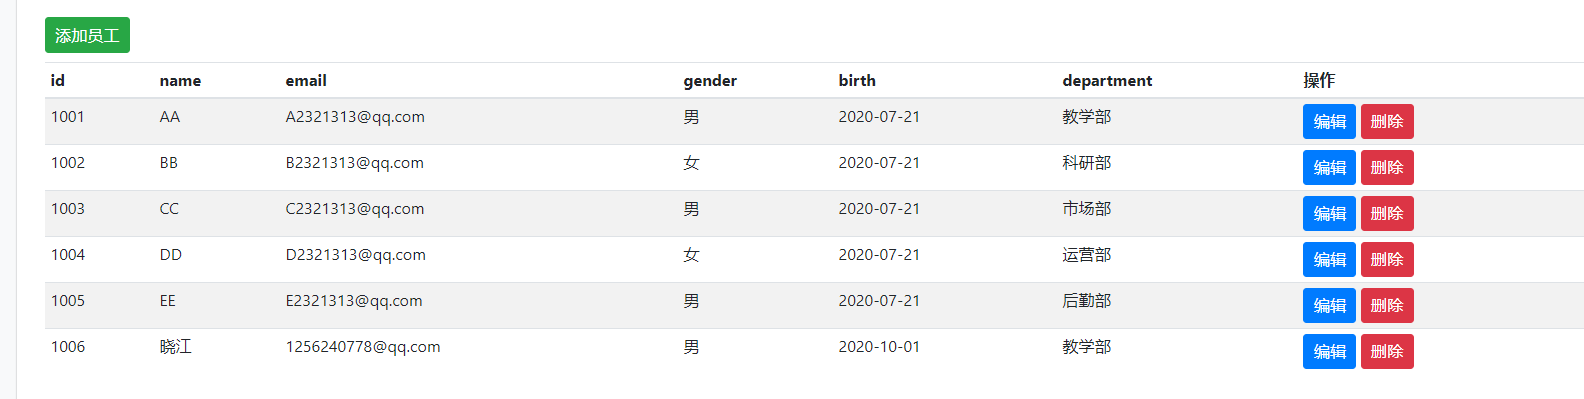 添加员工
id name email gender birth department 操作
1001 AA A2321313@qq.com 男 2020-07-21 教学部 编辑 删除
1002 BB B2321313@qq.com 女 2020-07-21 科研部 编辑 删除
1003 CC C2321313@qq.com 男 2020-07-21 市场部 编辑 删除
1004 DD D2321313@qq.com 女 2020-07-21 运营部 编辑 删除
1005 EE E2321313@qq.com 男 2020-07-21 后勤部 编辑 删除
1006 晓江 1256240778@qq.com 男 2020-10-01 教学部 编辑 删除